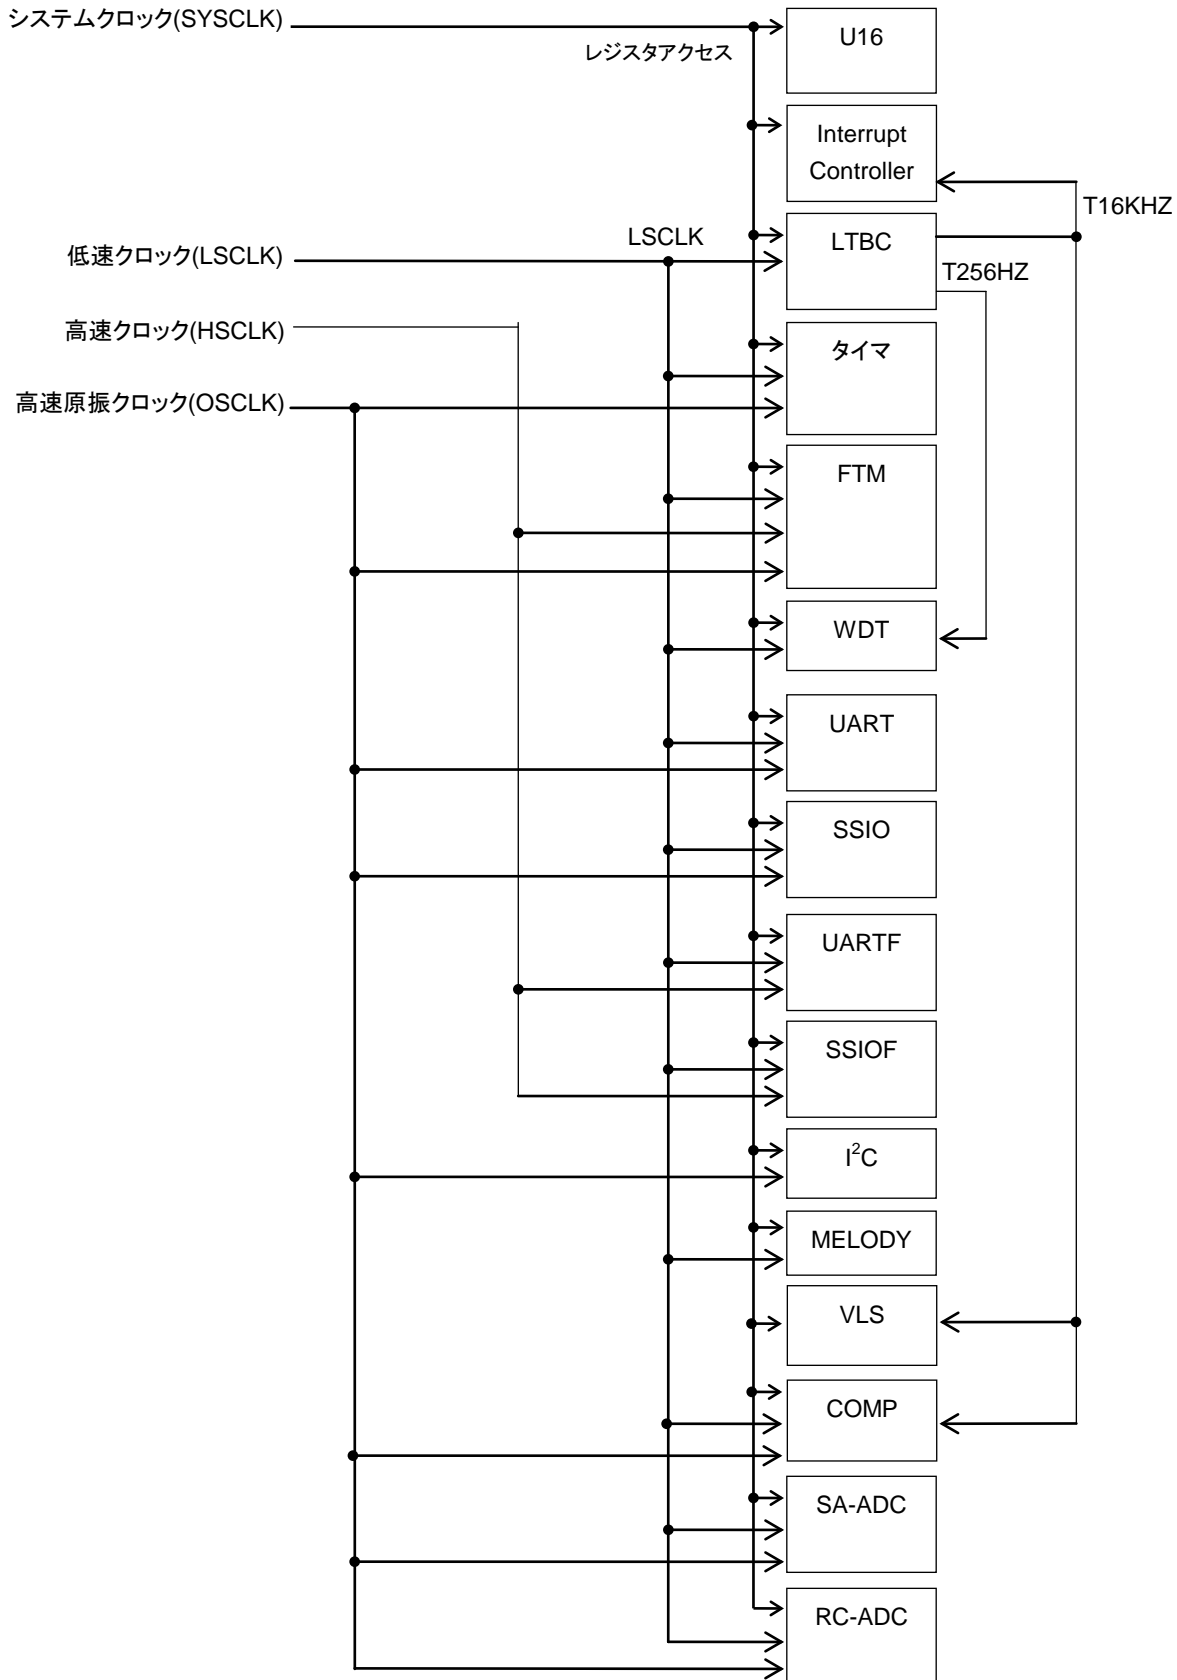 システムクロック(SYSCLK)
レジスタアクセス
U16
Interrupt
Controller
T16KHZ
低速クロック(LSCLK)
LSCLK
LTBC
T256HZ
高速クロック(HSCLK)
タイマ
高速原振クロック(OSCLK)
FTM
WDT
UART
SSIO
UARTF
SSIOF
I²C
MELODY
VLS
COMP
SA-ADC
RC-ADC